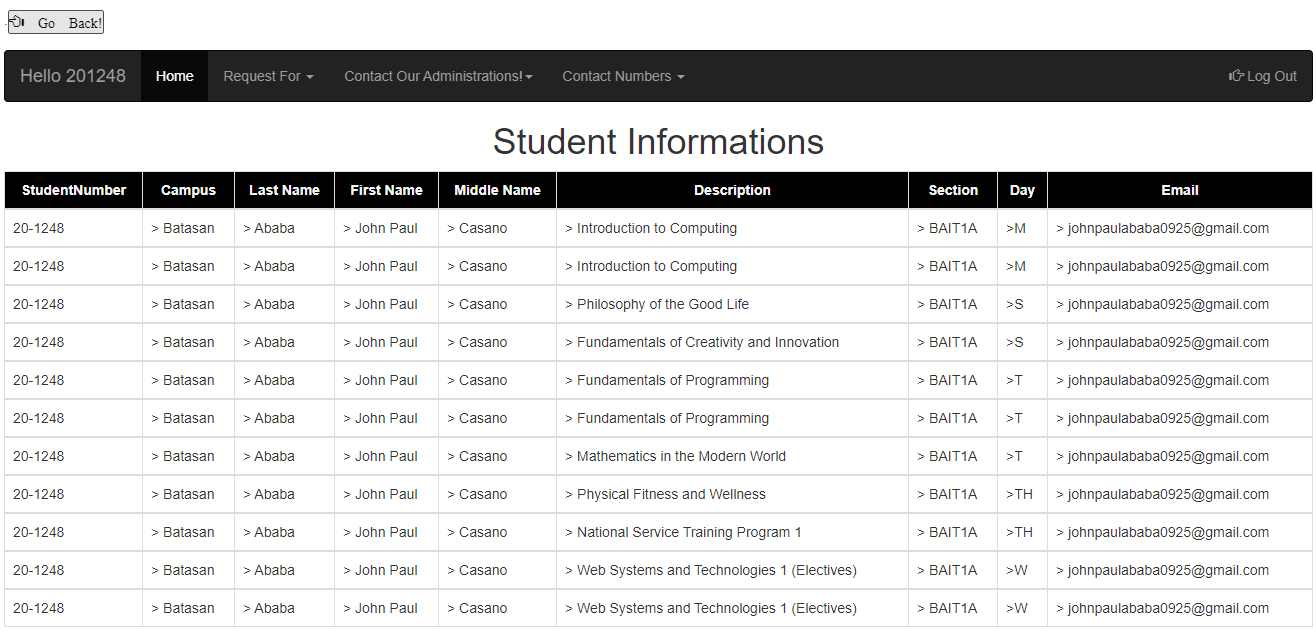 Go Back!
Hello 201248 Home Request For Contact Our Administrations! Contact Numbers Log Out
Student Informations
StudentNumber Campus Last Name First Name Middle Name Description Section Day Email
20-1248 > Batasan > Ababa > John Paul > Casano > Introduction to Computing > BAIT1A >M > johnpaulababa0925@gmail.com
20-1248 > Batasan > Ababa > John Paul > Casano > Introduction to Computing > BAIT1A >M > johnpaulababa0925@gmail.com
20-1248 > Batasan > Ababa > John Paul > Casano > Philosophy of the Good Life > BAIT1A >S > johnpaulababa0925@gmail.com
20-1248 > Batasan > Ababa > John Paul > Casano > Fundamentals of Creativity and Innovation > BAIT1A >S > johnpaulababa0925@gmail.com
20-1248 > Batasan > Ababa > John Paul > Casano > Fundamentals of Programming > BAIT1A >T > johnpaulababa0925@gmail.com
20-1248 > Batasan > Ababa > John Paul > Casano > Fundamentals of Programming > BAIT1A >T > johnpaulababa0925@gmail.com
20-1248 > Batasan > Ababa > John Paul > Casano > Mathematics in the Modern World > BAIT1A >T > johnpaulababa0925@gmail.com
20-1248 > Batasan > Ababa > John Paul > Casano > Physical Fitness and Wellness > BAIT1A >TH > johnpaulababa0925@gmail.com
20-1248 > Batasan > Ababa > John Paul > Casano > National Service Training Program 1 > BAIT1A >TH > johnpaulababa0925@gmail.com
20-1248 > Batasan > Ababa > John Paul > Casano > Web Systems and Technologies 1 (Electives) > BAIT1A >W > johnpaulababa0925@gmail.com
20-1248 > Batasan > Ababa > John Paul > Casano > Web Systems and Technologies 1 (Electives) > BAIT1A >W > johnpaulababa0925@gmail.com